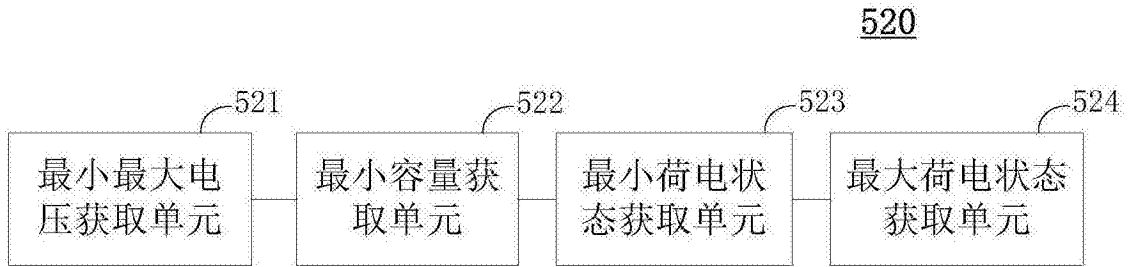 520
521
522
523
524
最小最大电
压获取单元
最小容量获
取单元
最小荷电状
态获取单元
最大荷电状态
获取单元